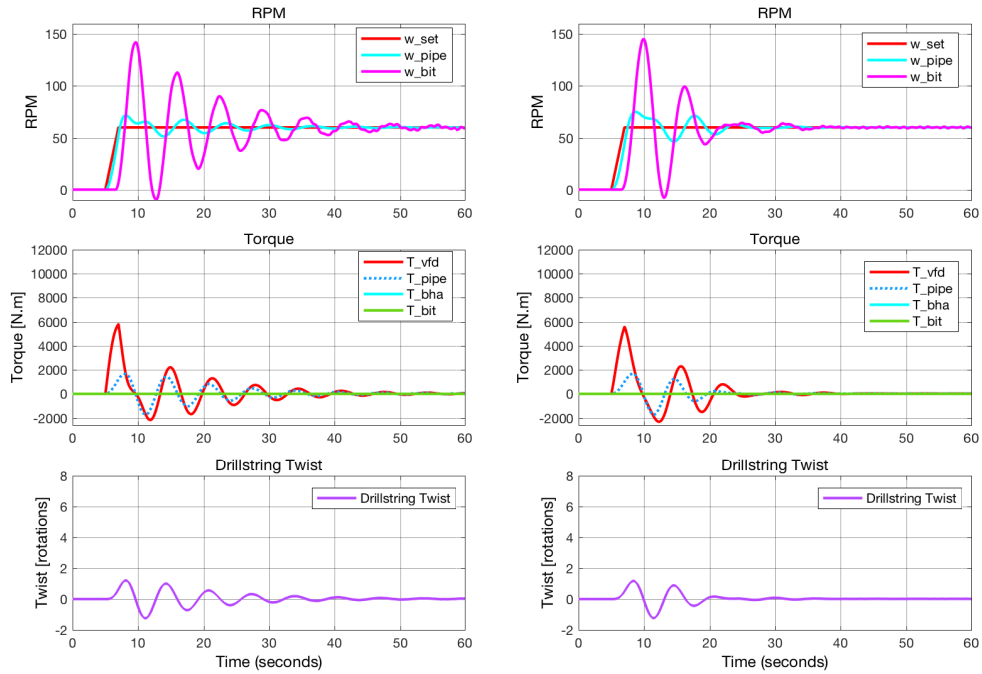 RPM
RPM
150
100
50
0
RPM
w_set
w_pipe
w_bit
0 10 20 30 40 50 60
150
100
50
0
RPM
w_set
w_pipe
w_bit
0 10 20 30 40 50 60
Torque
12000
10000
8000
6000
4000
2000
0
-2000
Torque [N.m]
T_vfd
T_pipe
T_bha
T_bit
0 10 20 30 40 50 60
Torque
12000
10000
8000
6000
4000
2000
0
-2000
Torque [N.m]
T_vfd
T_pipe
T_bha
T_bit
0 10 20 30 40 50 60
Drillstring Twist
8
6
4
2
0
-2
Twist [rotations]
Drillstring Twist
0 10 20 30 40 50 60
Time (seconds)
Drillstring Twist
8
6
4
2
0
-2
Twist [rotations]
Drillstring Twist
0 10 20 30 40 50 60
Time (seconds)